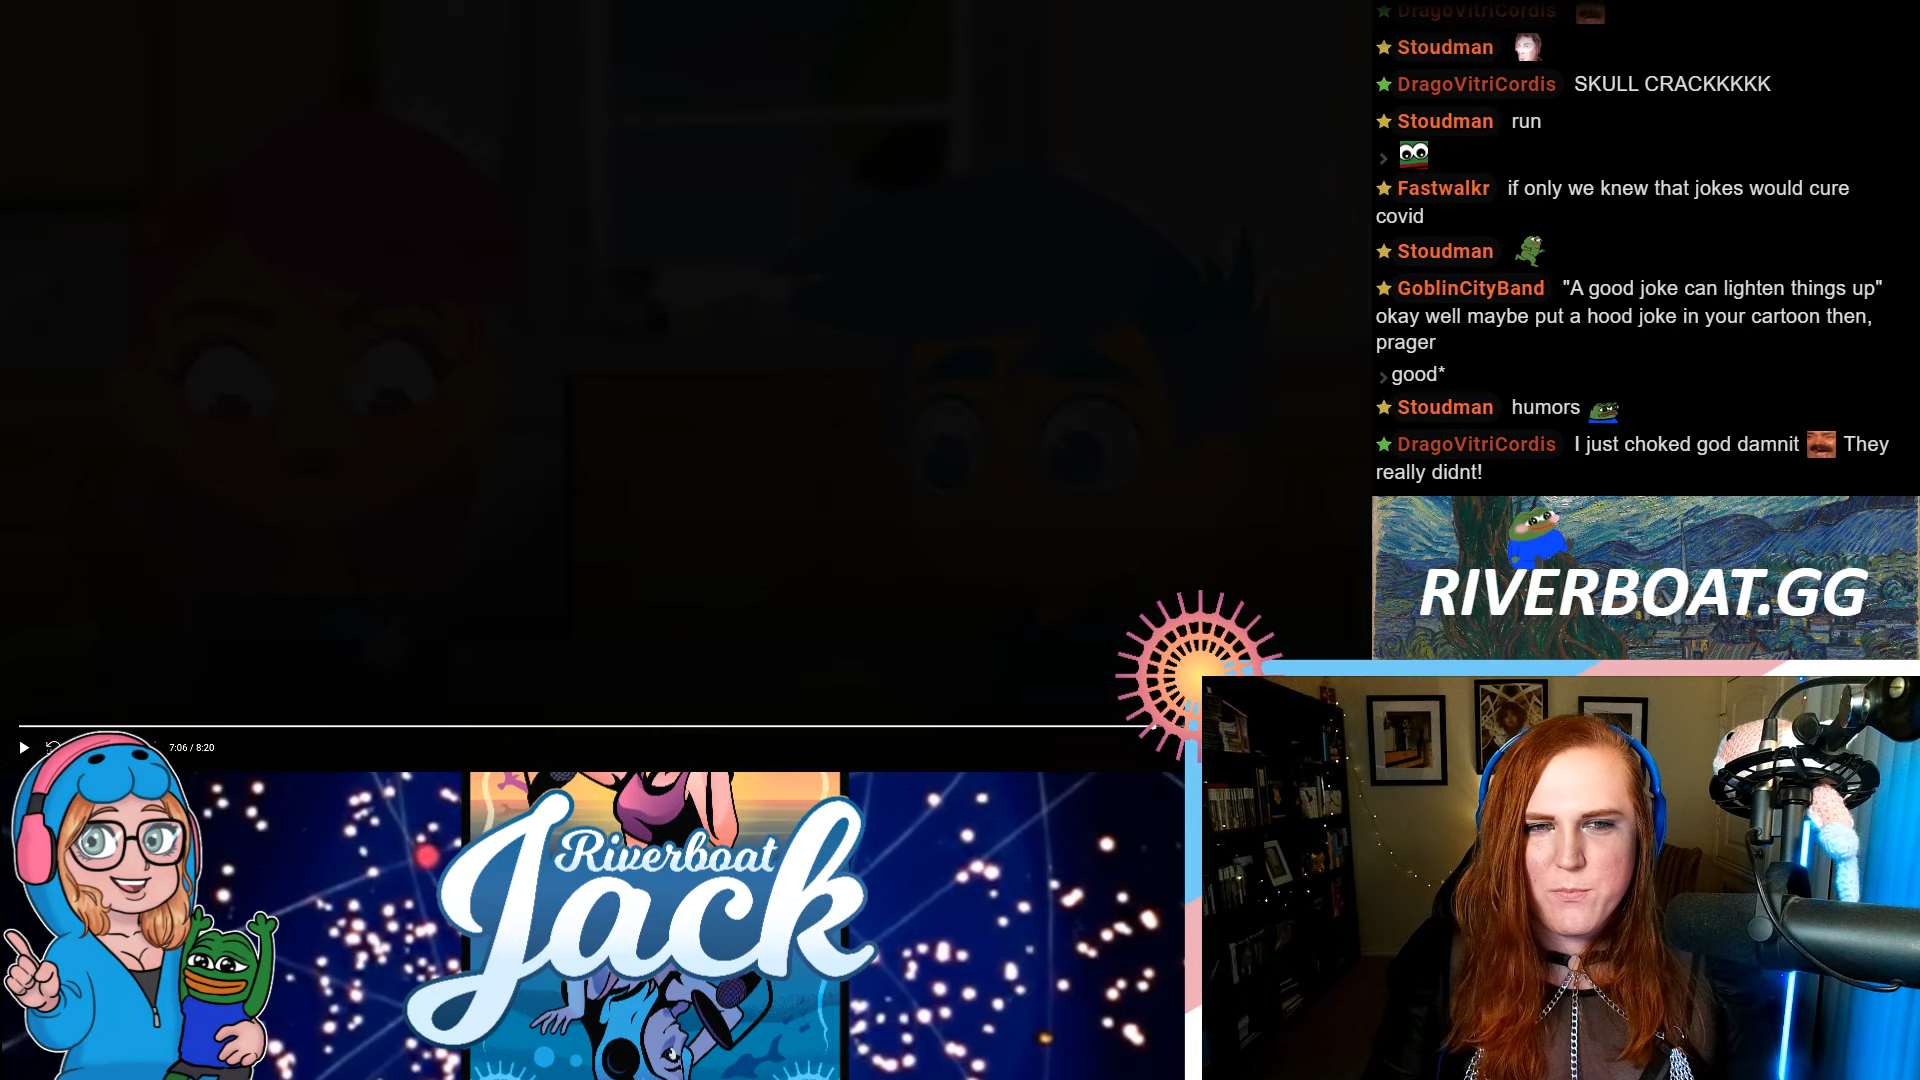 DragoVitriCordis
Stoudman
DragoVitriCordis SKULL CRACKKKKK
Stoudman run
Fastwalkr if only we knew that jokes would cure
covid
Stoudman
GoblinCityBand "A good joke can lighten things up"
okay well maybe put a hood joke in your cartoon then,
prager
good*
Stoudman humors
DragoVitriCordis I just choked god damnit They
really didnt!
RIVERBOAT.GG
7:06 / 8:20
Riverboat
Jack